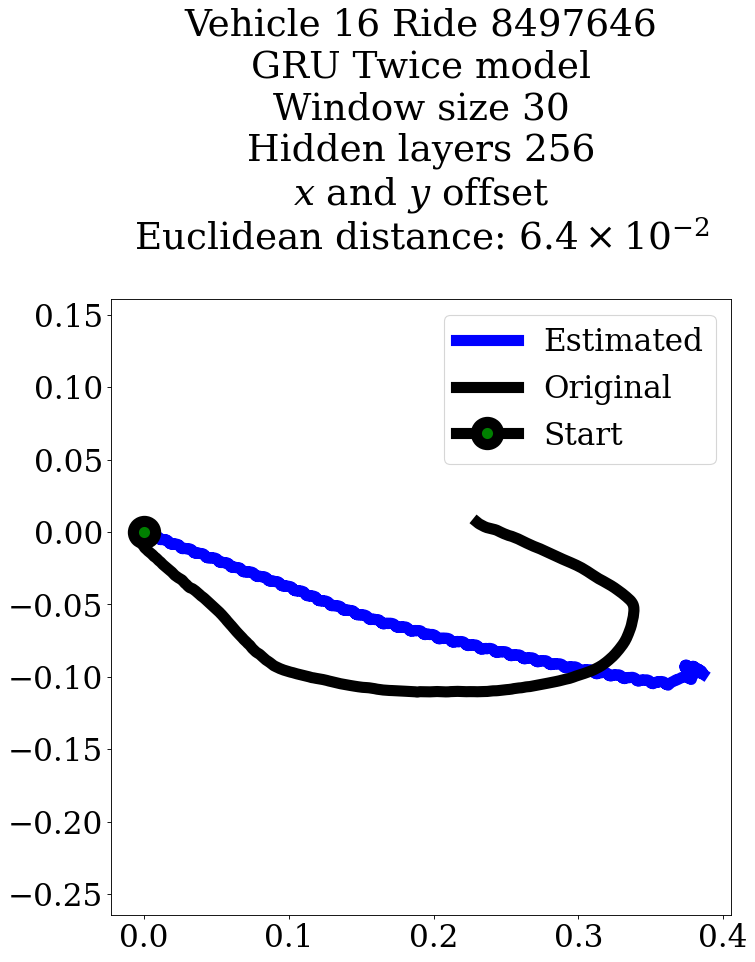 Vehicle 16 Ride 8497646
GRU Twice model
Window size 30
Hidden layers 256
x and y offset
Euclidean distance: 6.4 × 10⁻²
Estimated
Original
Start
0.15
0.10
0.05
0.00
−0.05
−0.10
−0.15
−0.20
−0.25
0.0 0.1 0.2 0.3 0.4